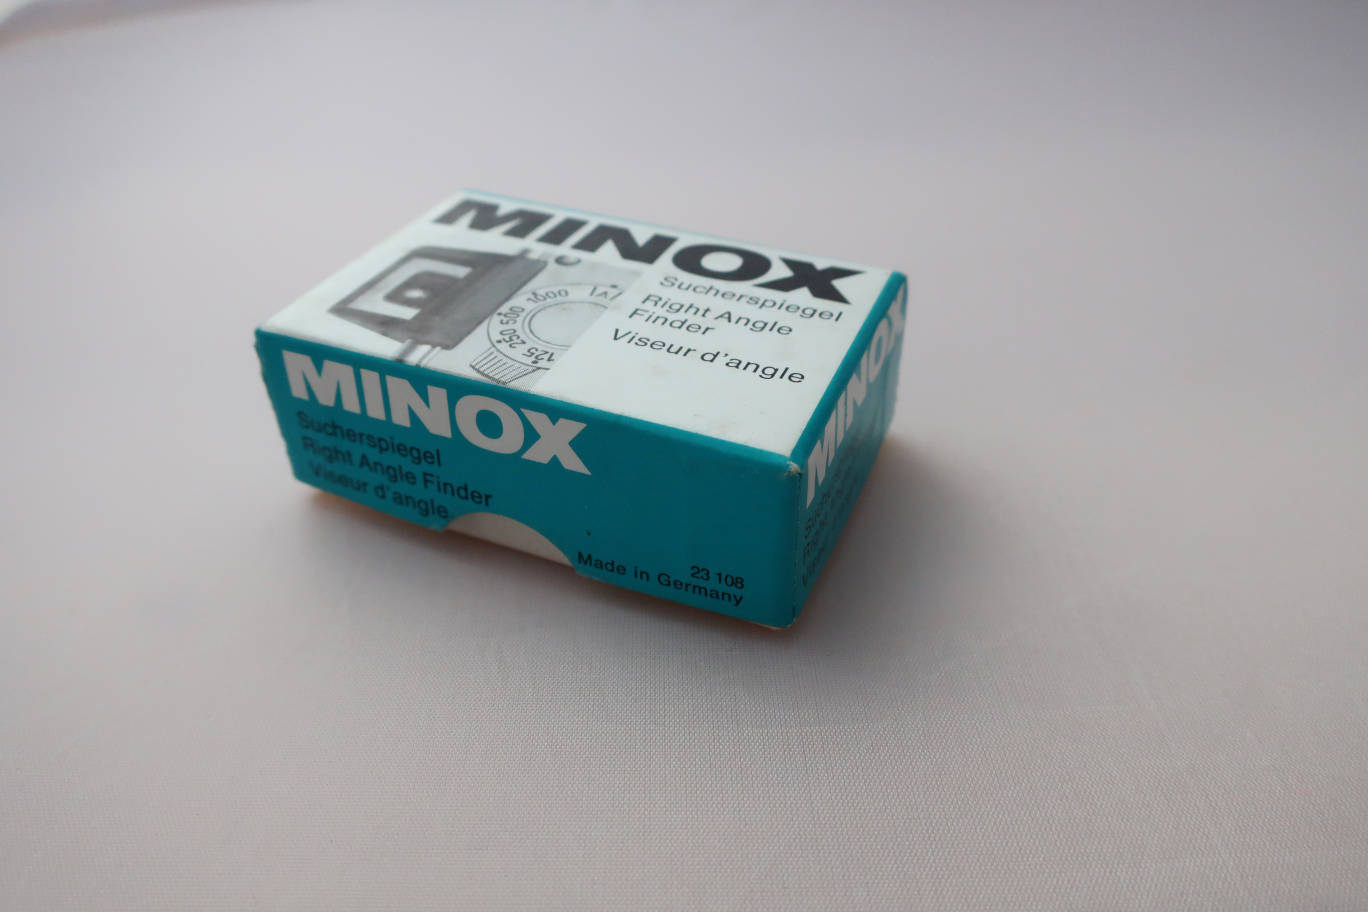 MINOX
Sucherspiegel
Right Angle
Finder
Viseur d'angle
1000
500
250
125
A
MINOX
Sucherspiegel
Right Angle Finder
Viseur d'angle
23 108
Made in Germany
MINOX